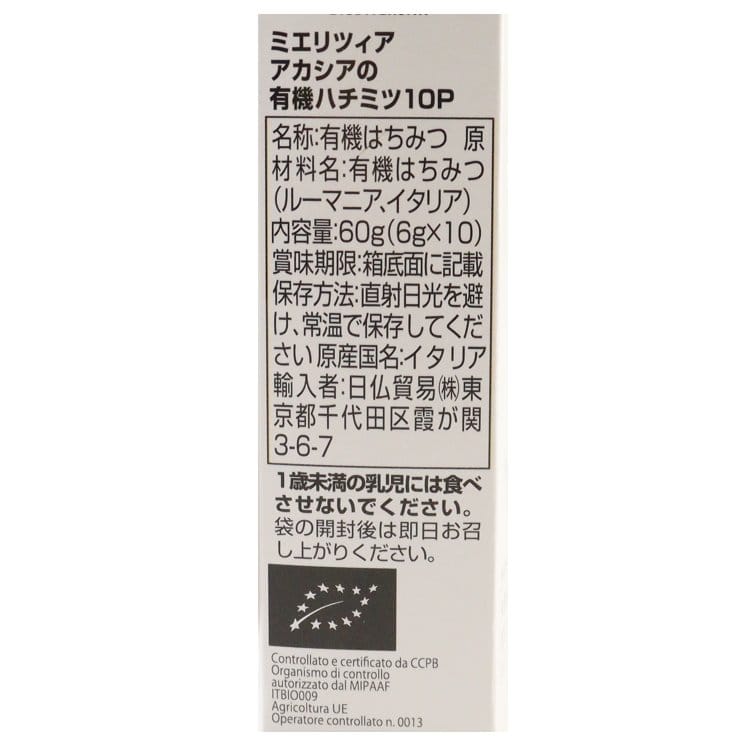 ミエリツィア
アカシアの
有機ハチミツ10P
名称:有機はちみつ 原
材料名:有機はちみつ
(ルーマニア、イタリア)
内容量:60g(6g×10)
賞味期限:箱底面に記載
保存方法:直射日光を避
け、常温で保存してくだ
さい 原産国名:イタリア
輸入者:日仏貿易㈱東
京都千代田区霞が関
3-6-7
1歳未満の乳児には食べ
させないでください。
袋の開封後は即日お召
し上がりください。
Controllato e certificato da CCPB
Organismo di controllo
autorizzato dal MIPAAF
ITBIO009
Agricoltura UE
Operatore controllato n. 0013